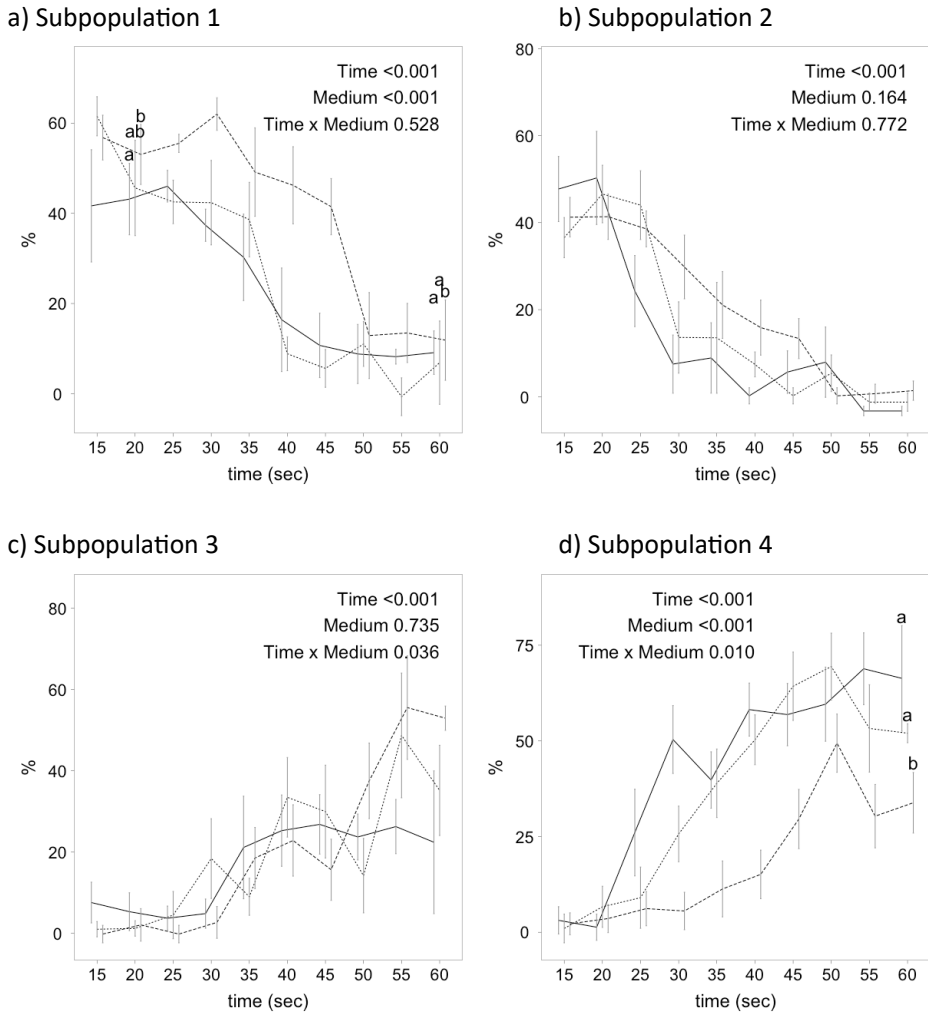 a) Subpopulation 1
Time <0.001
Medium <0.001
Time x Medium 0.528
60
40
20
0
%
b
ab
a
a
a b
15 20 25 30 35 40 45 50 55 60
time (sec)
b) Subpopulation 2
Time <0.001
Medium 0.164
Time x Medium 0.772
80
60
40
20
0
%
15 20 25 30 35 40 45 50 55 60
time (sec)
c) Subpopulation 3
Time <0.001
Medium 0.735
Time x Medium 0.036
80
60
40
20
0
%
15 20 25 30 35 40 45 50 55 60
time (sec)
d) Subpopulation 4
Time <0.001
Medium <0.001
Time x Medium 0.010
75
50
25
0
%
a
a
b
15 20 25 30 35 40 45 50 55 60
time (sec)